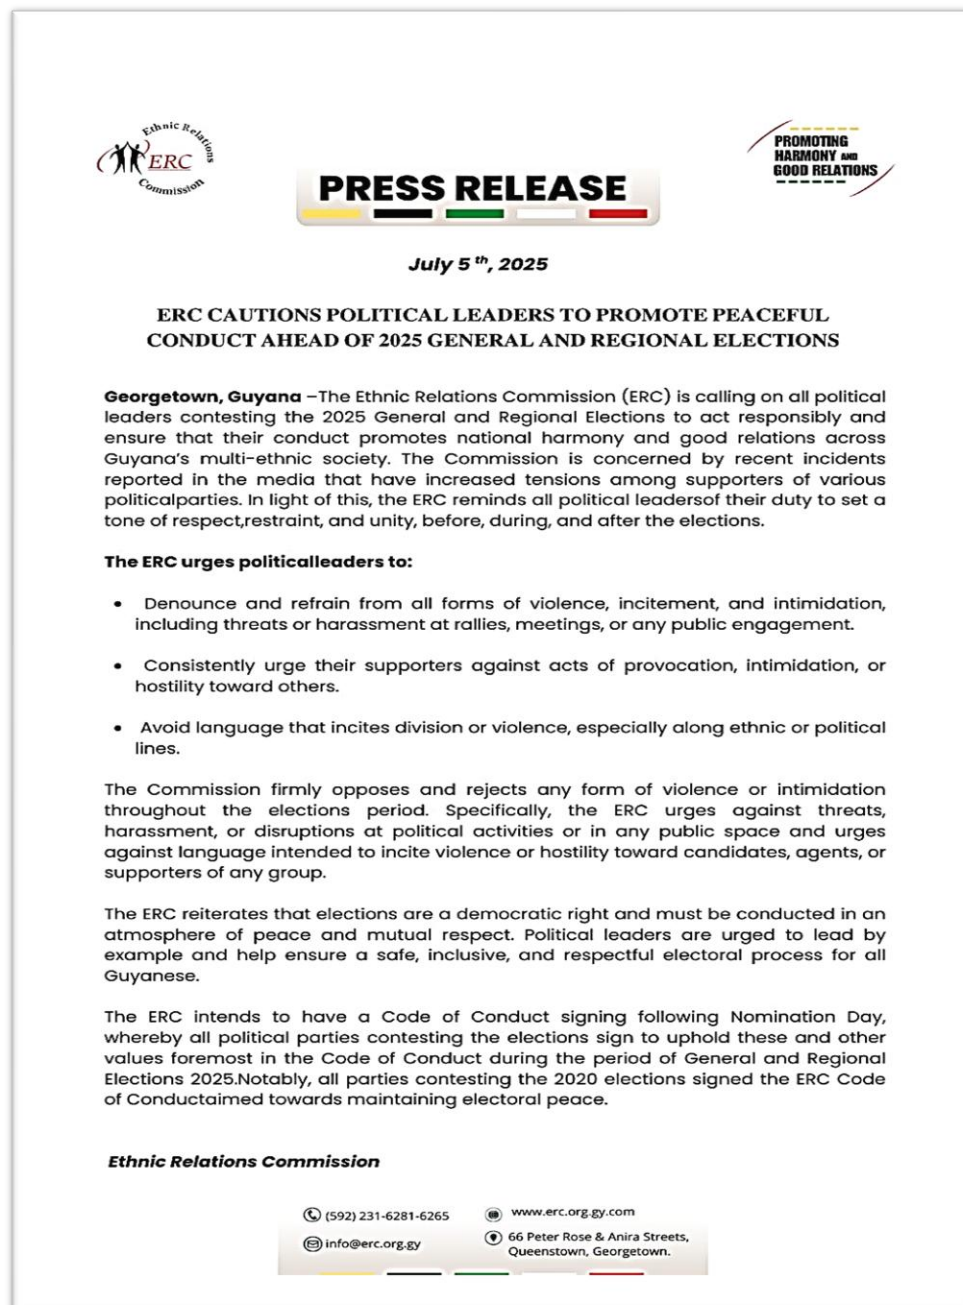 Ethnic Relations
ERC
Commission
PROMOTING
HARMONY AND
GOOD RELATIONS
PRESS RELEASE
July 5 th, 2025
ERC CAUTIONS POLITICAL LEADERS TO PROMOTE PEACEFUL
CONDUCT AHEAD OF 2025 GENERAL AND REGIONAL ELECTIONS
Georgetown, Guyana –The Ethnic Relations Commission (ERC) is calling on all political
leaders contesting the 2025 General and Regional Elections to act responsibly and
ensure that their conduct promotes national harmony and good relations across
Guyana's multi-ethnic society. The Commission is concerned by recent incidents
reported in the media that have increased tensions among supporters of various
politicalparties. In light of this, the ERC reminds all political leadersof their duty to set a
tone of respect,restraint, and unity, before, during, and after the elections.
The ERC urges politicalleaders to:
• Denounce and refrain from all forms of violence, incitement, and intimidation,
including threats or harassment at rallies, meetings, or any public engagement.
• Consistently urge their supporters against acts of provocation, intimidation, or
hostility toward others.
• Avoid language that incites division or violence, especially along ethnic or political
lines.
The Commission firmly opposes and rejects any form of violence or intimidation
throughout the elections period. Specifically, the ERC urges against threats,
harassment, or disruptions at political activities or in any public space and urges
against language intended to incite violence or hostility toward candidates, agents, or
supporters of any group.
The ERC reiterates that elections are a democratic right and must be conducted in an
atmosphere of peace and mutual respect. Political leaders are urged to lead by
example and help ensure a safe, inclusive, and respectful electoral process for all
Guyanese.
The ERC intends to have a Code of Conduct signing following Nomination Day,
whereby all political parties contesting the elections sign to uphold these and other
values foremost in the Code of Conduct during the period of General and Regional
Elections 2025.Notably, all parties contesting the 2020 elections signed the ERC Code
of Conductaimed towards maintaining electoral peace.
Ethnic Relations Commission
(592) 231-6281-6265
www.erc.org.gy.com
info@erc.org.gy
66 Peter Rose & Anira Streets,
Queenstown, Georgetown.